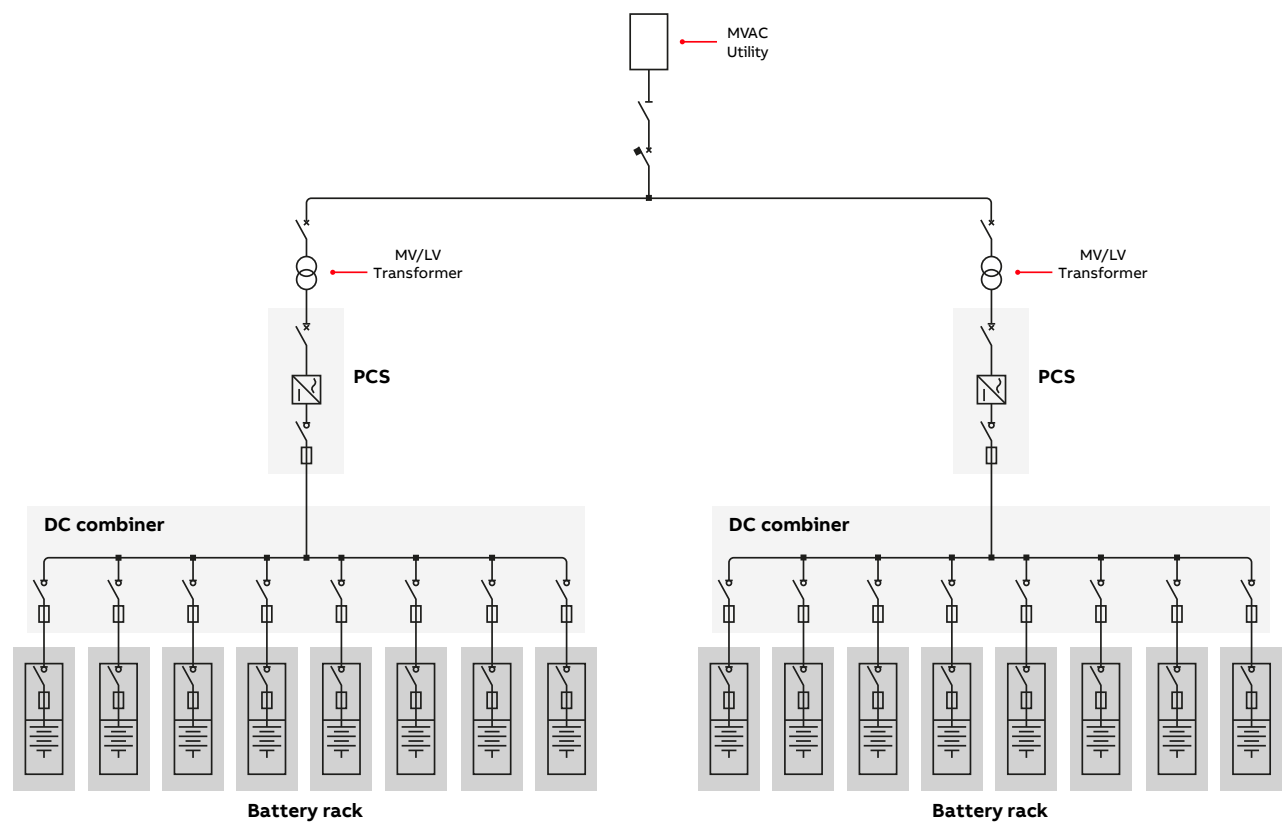 MVAC
Utility
MV/LV
Transformer
MV/LV
Transformer
PCS
PCS
DC combiner
DC combiner
Battery rack
Battery rack